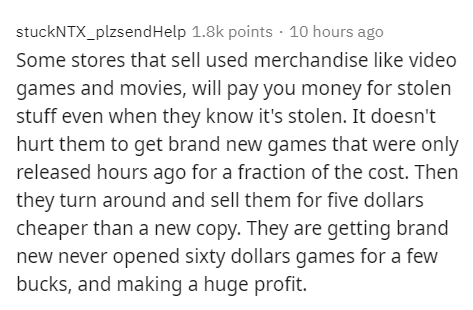 stuckNTX_plzsendHelp 1.8k points · 10 hours ago
Some stores that sell used merchandise like video
games and movies, will pay you money for stolen
stuff even when they know it's stolen. It doesn't
hurt them to get brand new games that were only
released hours ago for a fraction of the cost. Then
they turn around and sell them for five dollars
cheaper than a new copy. They are getting brand
new never opened sixty dollars games for a few
bucks, and making a huge profit.